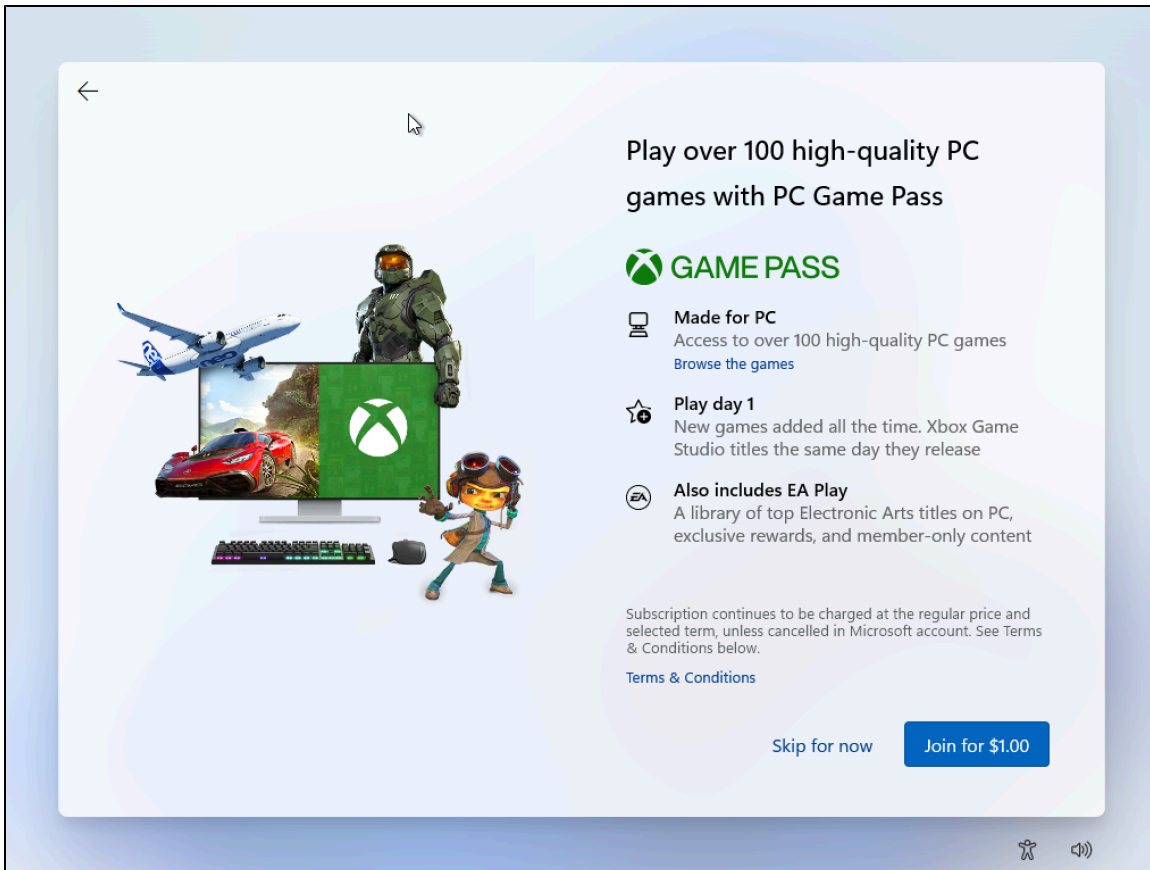 Play over 100 high-quality PC
games with PC Game Pass
GAME PASS
Made for PC
Access to over 100 high-quality PC games
Browse the games
Play day 1
New games added all the time. Xbox Game
Studio titles the same day they release
EA
Also includes EA Play
A library of top Electronic Arts titles on PC,
exclusive rewards, and member-only content
neo
Subscription continues to be charged at the regular price and
selected term, unless cancelled in Microsoft account. See Terms
& Conditions below.
Terms & Conditions
Skip for now
Join for $1.00